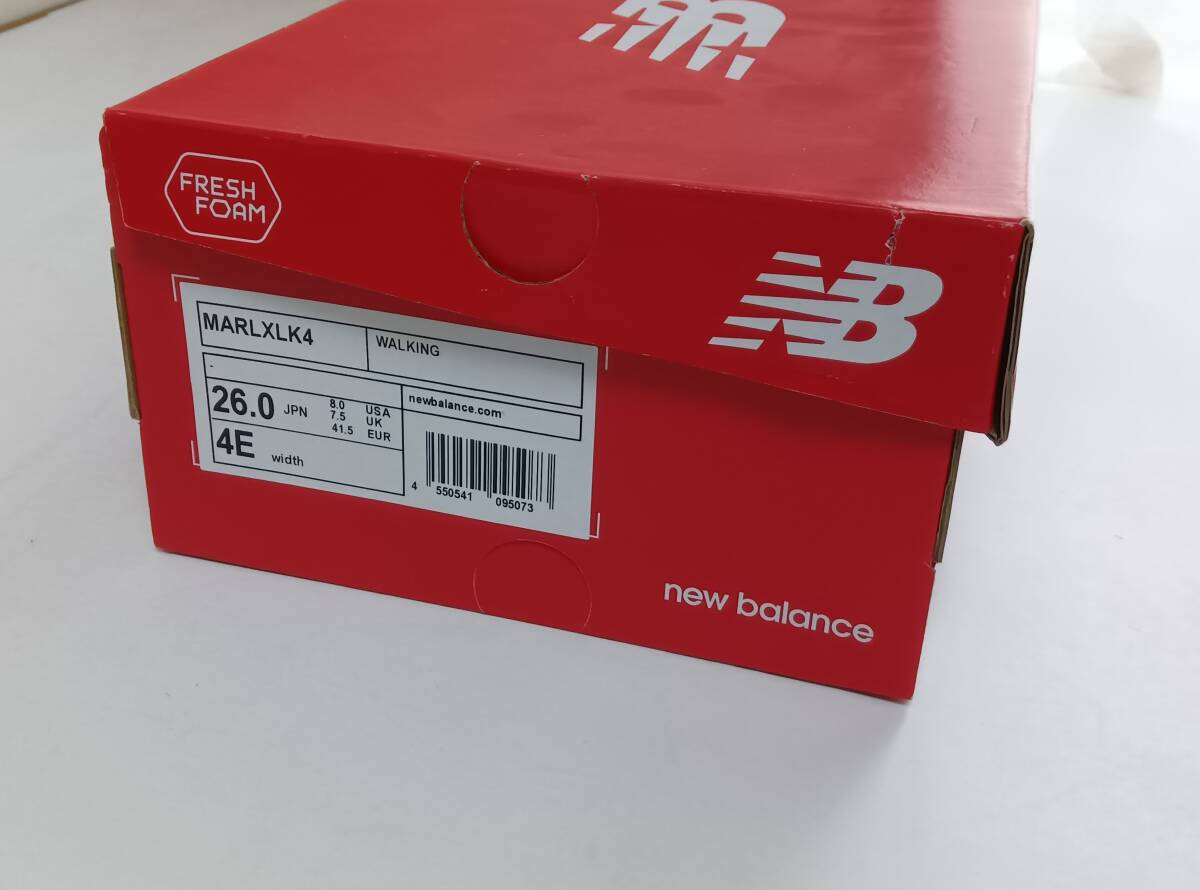 FRESH
FOAM
NB
MARLXLK4
WALKING
-
26.0 JPN
8.0 USA
7.5 UK
41.5 EUR
4E width
newbalance.com
4 550541 095073
new balance